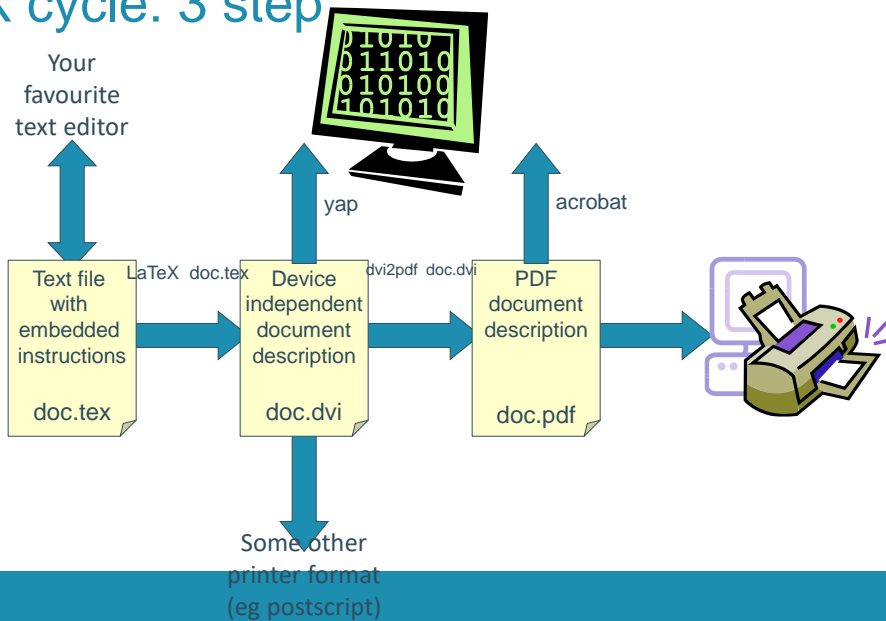 X cycle: 3 step
Your
favourite
text editor
01010
011010
010100
101010
yap
acrobat
LaTeX doc.tex
dvi2pdf doc.dvi
Text file
with
embedded
instructions
doc.tex
Device
independent
document
description
doc.dvi
PDF
document
description
doc.pdf
Some other
printer format
(eg postscript)